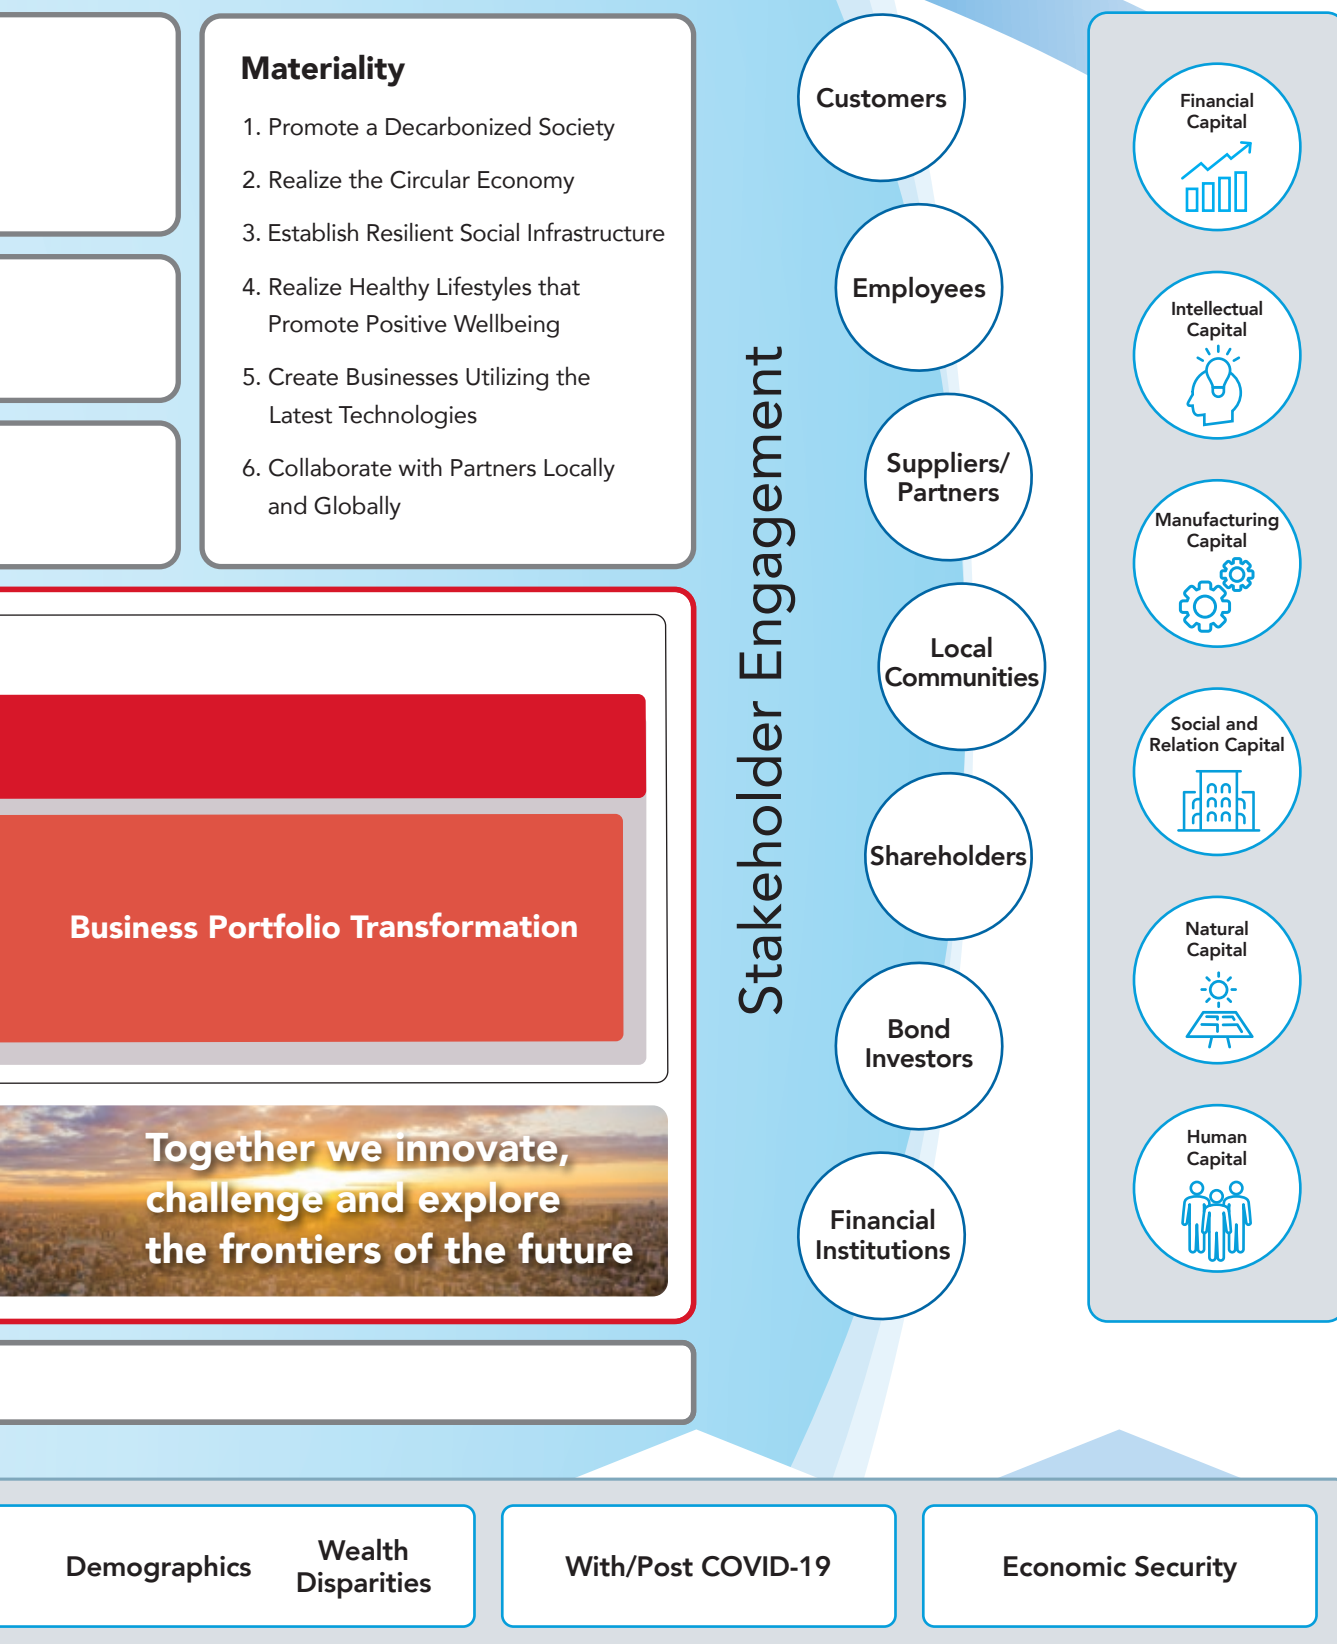 Materiality
1. Promote a Decarbonized Society
2. Realize the Circular Economy
3. Establish Resilient Social Infrastructure
4. Realize Healthy Lifestyles that
Promote Positive Wellbeing
5. Create Businesses Utilizing the
Latest Technologies
6. Collaborate with Partners Locally
and Globally
Business Portfolio Transformation
Together we innovate,
challenge and explore
the frontiers of the future
Stakeholder Engagement
Customers
Employees
Suppliers/
Partners
Local
Communities
Shareholders
Bond
Investors
Financial
Institutions
Financial
Capital
Intellectual
Capital
Manufacturing
Capital
Social and
Relation Capital
Natural
Capital
Human
Capital
Demographics
Wealth
Disparities
With/Post COVID-19
Economic Security